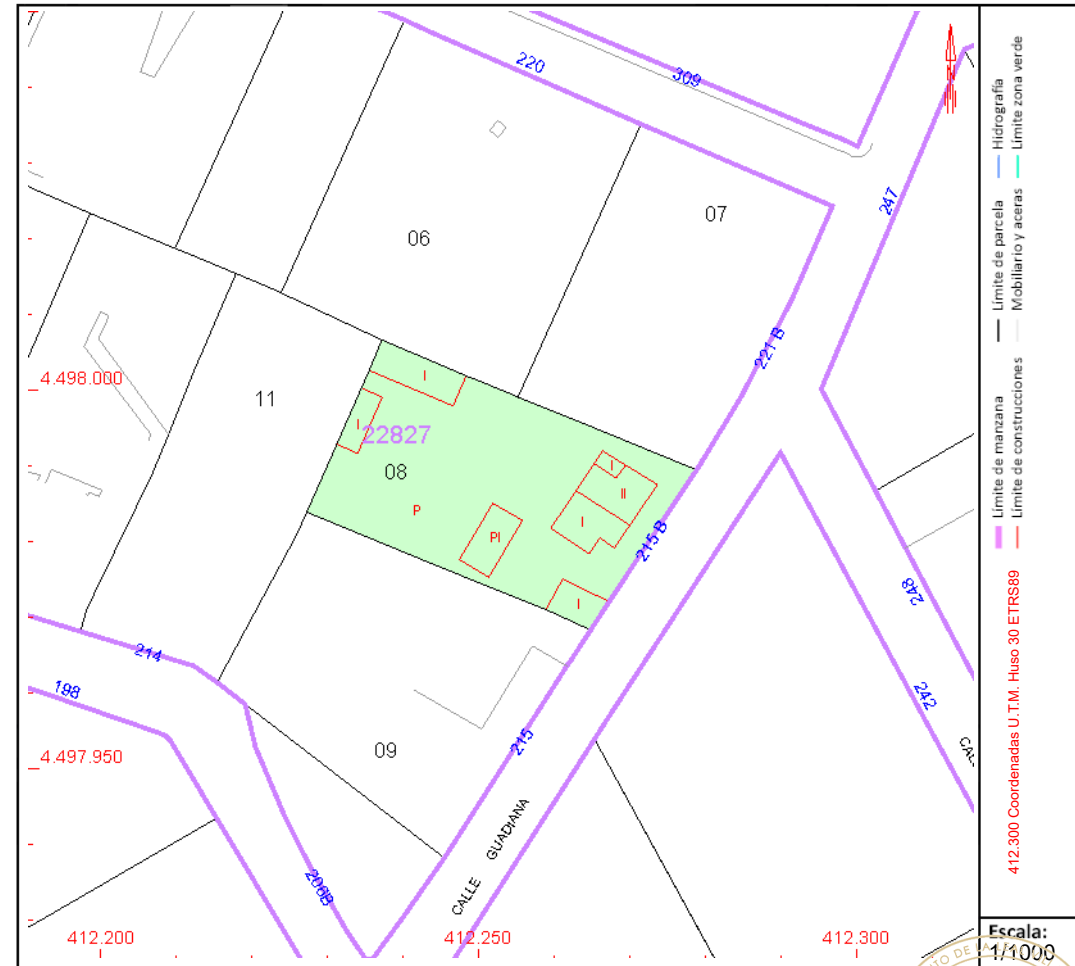 220
309
247
07
06
221 B
4.498.000
11
I
I
22827
08
P
I
II
I
PI
215 B
I
248
214
198
242
215
09
4.497.950
CALLE GUADIANA
206B
412.200
412.250
412.300
Límite de manzana
Límite de parcela
Hidrografía
Límite de construcciones
Mobiliario y aceras
Límite zona verde
412.300 Coordenadas U.T.M. Huso 30 ETRS89
Escala:
1/1000